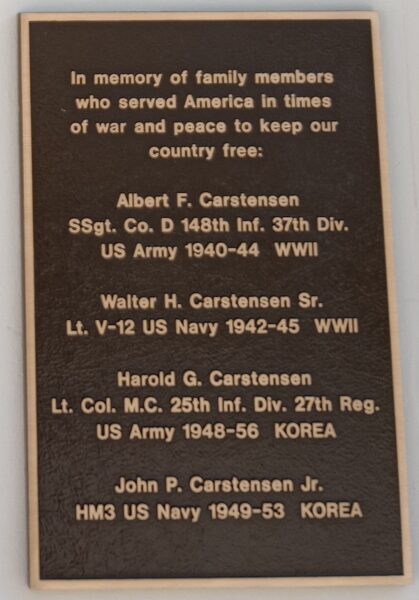 In memory of family members
who served America in times
of war and peace to keep our
country free:
Albert F. Carstensen
SSgt. Co. D 148th Inf. 37th Div.
US Army 1940-44 WWII
Walter H. Carstensen Sr.
Lt. V-12 US Navy 1942-45 WWII
Harold G. Carstensen
Lt. Col. M.C. 25th Inf. Div. 27th Reg.
US Army 1948-56 KOREA
John P. Carstensen Jr.
HM3 US Navy 1949-53 KOREA